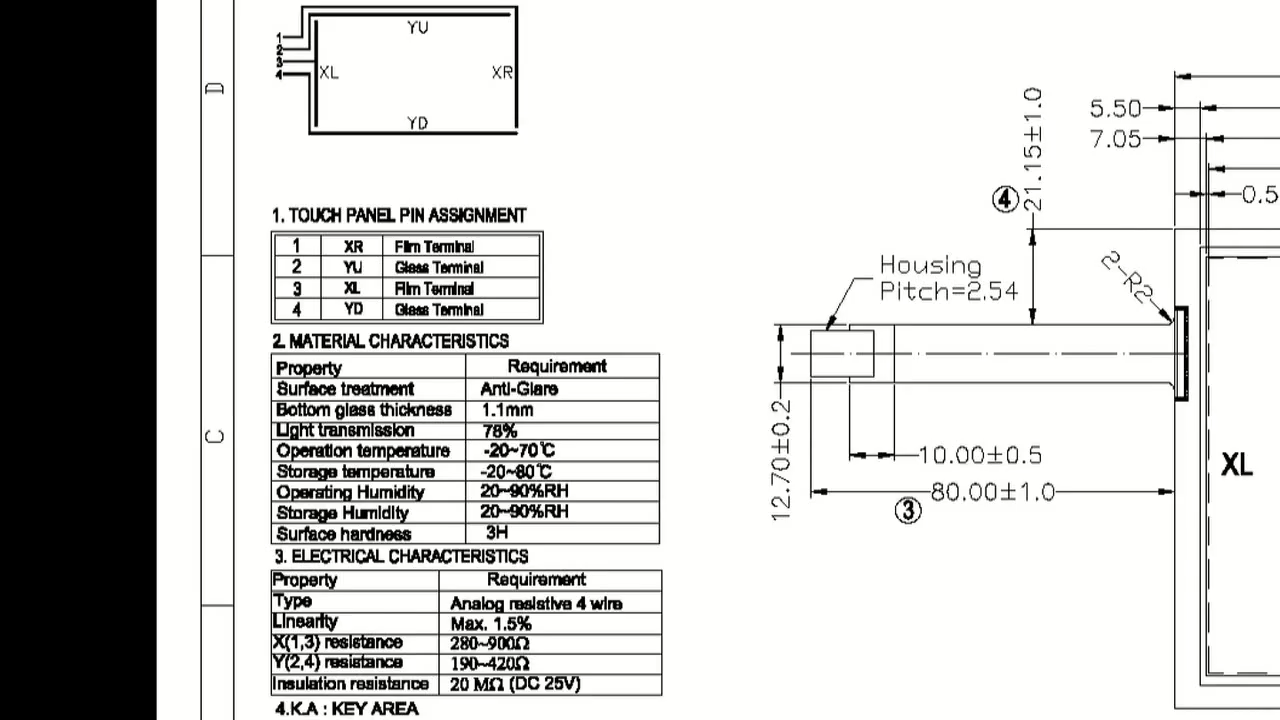 YU
1
2
3
4
XL
XR
YD
D
C
1. TOUCH PANEL PIN ASSIGNMENT
1 XR Film Terminal
2 YU Glass Terminal
3 XL Film Terminal
4 YD Glass Terminal
2. MATERIAL CHARACTERISTICS
Property Requirement
Surface treatment Anti-Glare
Bottom glass thickness 1.1mm
Light transmission 78%
Operation temperature -20~70℃
Storage temperature -20~80℃
Operating Humidity 20~90%RH
Storage Humidity 20~90%RH
Surface hardness 3H
3. ELECTRICAL CHARACTERISTICS
Property Requirement
Type Analog resistive 4 wire
Linearity Max. 1.5%
X(1,3) resistance 280~900Ω
Y(2,4) resistance 190~420Ω
Insulation resistance 20 MΩ (DC 25V)
4.K.A : KEY AREA
5.50
7.05
0.5
21.15±1.0
④
2-R2
Housing
Pitch=2.54
12.70±0.2
10.00±0.5
80.00±1.0
③
XL